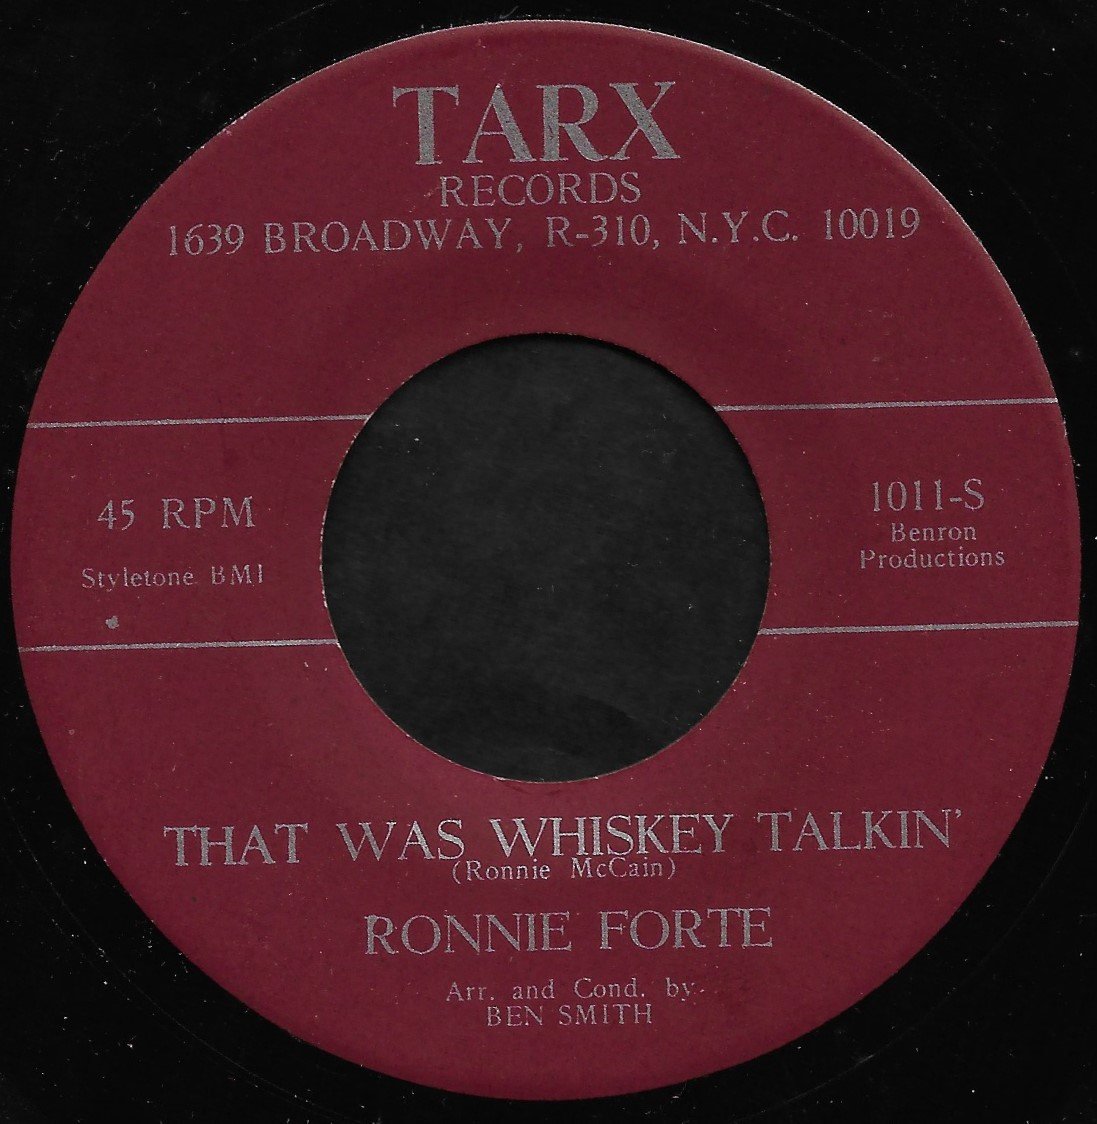 TARX
RECORDS
1639 BROADWAY, R-310, N.Y.C. 10019
45 RPM
Styletone BMI
1011-S
Benron
Productions
THAT WAS WHISKEY TALKIN'
(Ronnie McCain)
RONNIE FORTE
Arr. and Cond. by
BEN SMITH